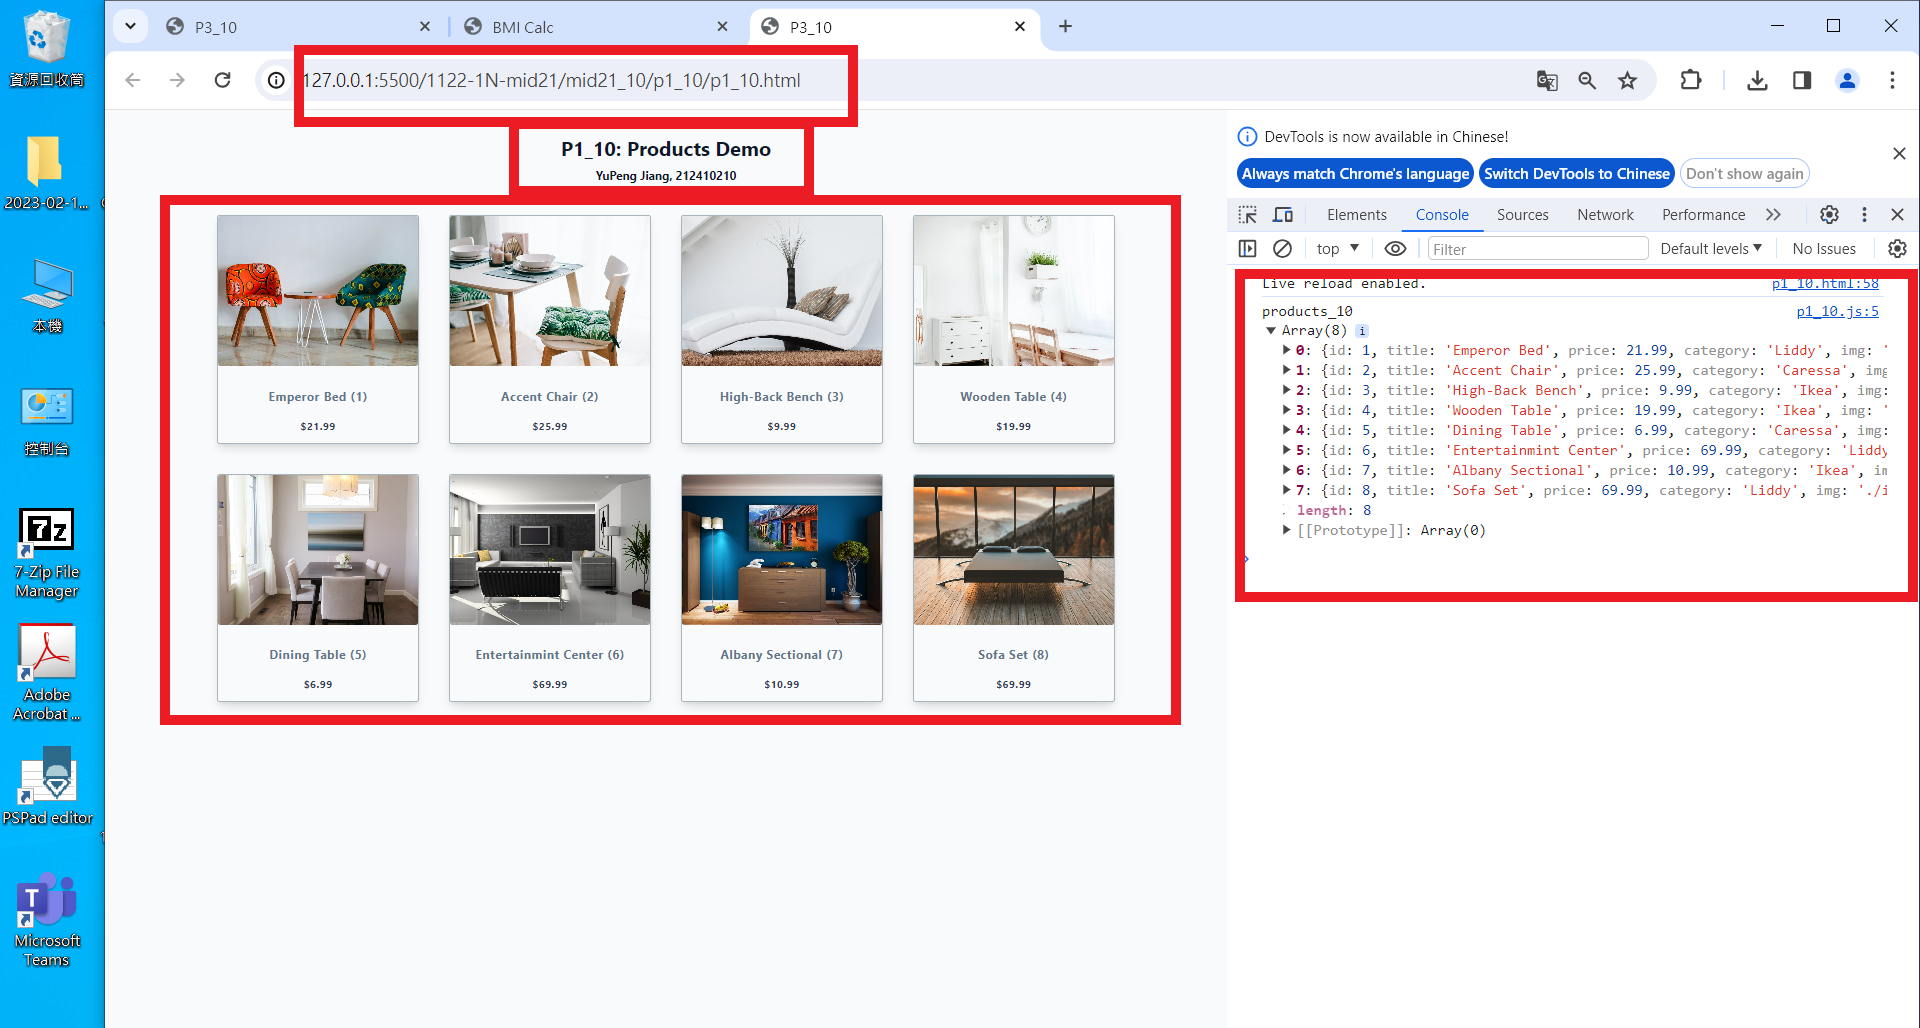 資源回收筒
2023-02-1...
本機
控制台
7-Zip File
Manager
Adobe
Acrobat ...
PSPad editor
Microsoft
Teams
P3_10
BMI Calc
P3_10
127.0.0.1:5500/1122-1N-mid21/mid21_10/p1_10/p1_10.html
P1_10: Products Demo
YuPeng Jiang, 212410210
Emperor Bed (1)
$21.99
Accent Chair (2)
$25.99
High-Back Bench (3)
$9.99
Wooden Table (4)
$19.99
Dining Table (5)
$6.99
Entertainmint Center (6)
$69.99
Albany Sectional (7)
$10.99
Sofa Set (8)
$69.99
DevTools is now available in Chinese!
Always match Chrome's language Switch DevTools to Chinese Don't show again
Elements Console Sources Network Performance
top Filter Default levels No Issues
Live reload enabled. p1_10.html:58
products_10 p1_10.js:5
Array(8)
0: {id: 1, title: 'Emperor Bed', price: 21.99, category: 'Liddy', img: '
1: {id: 2, title: 'Accent Chair', price: 25.99, category: 'Caressa', img
2: {id: 3, title: 'High-Back Bench', price: 9.99, category: 'Ikea', img:
3: {id: 4, title: 'Wooden Table', price: 19.99, category: 'Ikea', img: '
4: {id: 5, title: 'Dining Table', price: 6.99, category: 'Caressa', img:
5: {id: 6, title: 'Entertainmint Center', price: 69.99, category: 'Liddy
6: {id: 7, title: 'Albany Sectional', price: 10.99, category: 'Ikea', im
7: {id: 8, title: 'Sofa Set', price: 69.99, category: 'Liddy', img: './i
length: 8
[[Prototype]]: Array(0)